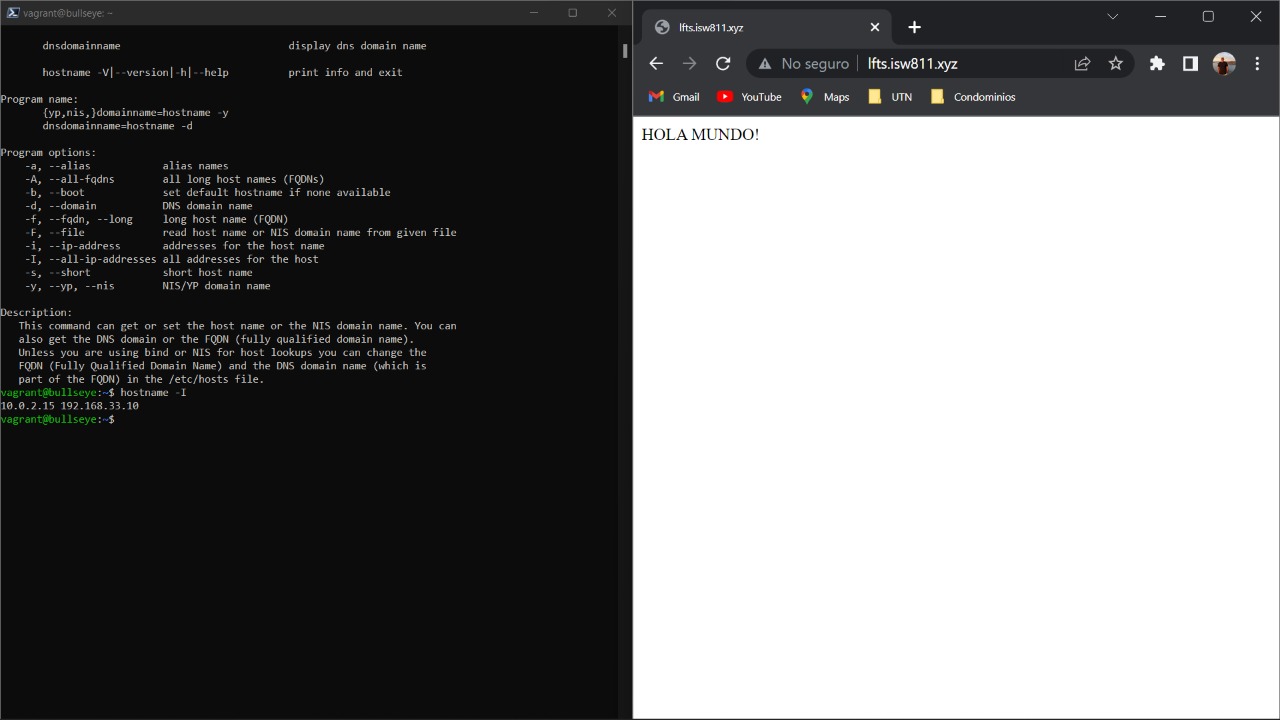 vagrant@bullseye: ~
dnsdomainname display dns domain name
hostname -V|--version|-h|--help print info and exit
Program name:
{yp,nis,}domainname=hostname -y
dnsdomainname=hostname -d
Program options:
-a, --alias alias names
-A, --all-fqdns all long host names (FQDNs)
-b, --boot set default hostname if none available
-d, --domain DNS domain name
-f, --fqdn, --long long host name (FQDN)
-F, --file read host name or NIS domain name from given file
-i, --ip-address addresses for the host name
-I, --all-ip-addresses all addresses for the host
-s, --short short host name
-y, --yp, --nis NIS/YP domain name
Description:
This command can get or set the host name or the NIS domain name. You can
also get the DNS domain or the FQDN (fully qualified domain name).
Unless you are using bind or NIS for host lookups you can change the
FQDN (Fully Qualified Domain Name) and the DNS domain name (which is
part of the FQDN) in the /etc/hosts file.
vagrant@bullseye:~$ hostname -I
10.0.2.15 192.168.33.10
vagrant@bullseye:~$
lfts.isw811.xyz
No seguro lfts.isw811.xyz
Gmail YouTube Maps UTN Condominios
HOLA MUNDO!